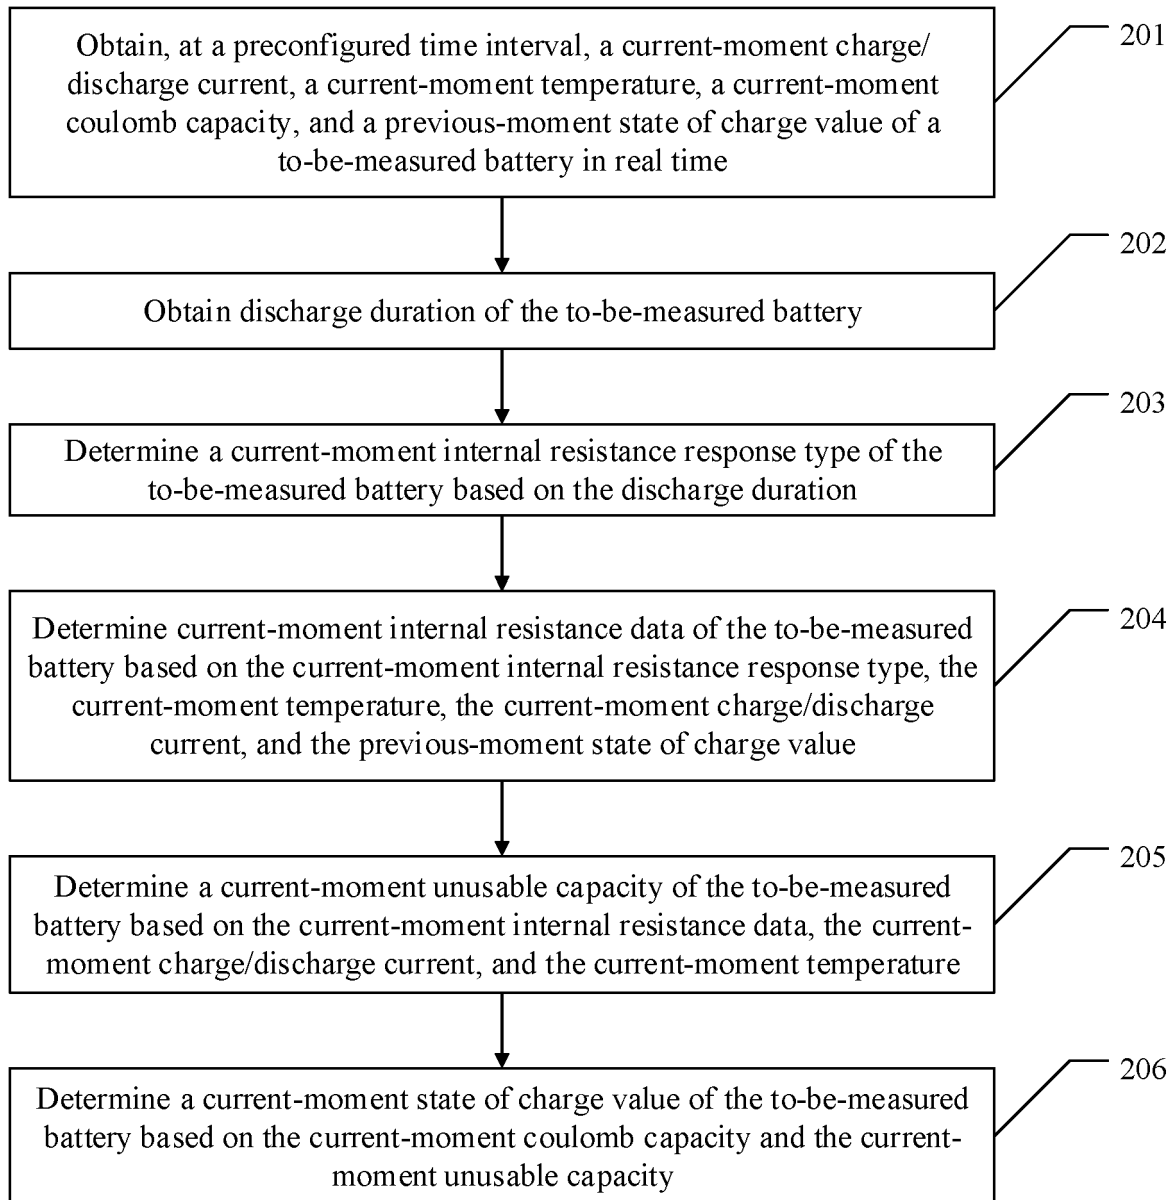 Obtain, at a preconfigured time interval, a current-moment charge/
discharge current, a current-moment temperature, a current-moment
coulomb capacity, and a previous-moment state of charge value of a
to-be-measured battery in real time
201
Obtain discharge duration of the to-be-measured battery
202
Determine a current-moment internal resistance response type of the
to-be-measured battery based on the discharge duration
203
Determine current-moment internal resistance data of the to-be-measured
battery based on the current-moment internal resistance response type, the
current-moment temperature, the current-moment charge/discharge
current, and the previous-moment state of charge value
204
Determine a current-moment unusable capacity of the to-be-measured
battery based on the current-moment internal resistance data, the current-
moment charge/discharge current, and the current-moment temperature
205
Determine a current-moment state of charge value of the to-be-measured
battery based on the current-moment coulomb capacity and the current-
moment unusable capacity
206